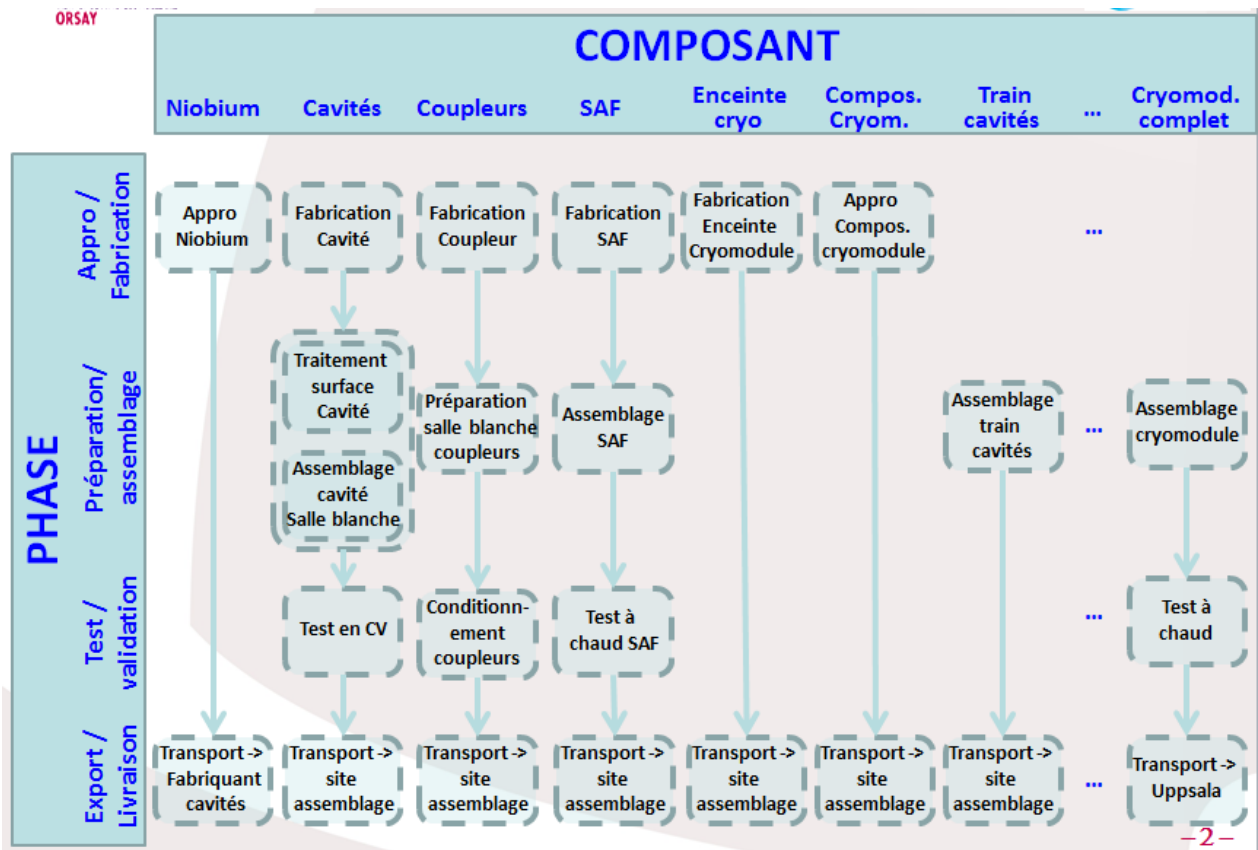 ORSAY
COMPOSANT
Niobium
Cavités
Coupleurs
SAF
Enceinte
cryo
Compos.
Cryom.
Train
cavités
...
Cryomod.
complet
PHASE
Appro /
Fabrication
Appro
Niobium
Fabrication
Cavité
Fabrication
Coupleur
Fabrication
SAF
Fabrication
Enceinte
Cryomodule
Appro
Compos.
cryomodule
...
Préparation/
assemblage
Traitement
surface
Cavité
Assemblage
cavité
Salle blanche
Préparation
salle blanche
coupleurs
Assemblage
SAF
Assemblage
train
cavités
...
Assemblage
cryomodule
Test /
validation
Test en CV
Conditionn-
ement
coupleurs
Test à
chaud SAF
...
Test à
chaud
Export /
Livraison
Transport ->
Fabriquant
cavités
Transport ->
site
assemblage
Transport ->
site
assemblage
Transport ->
site
assemblage
Transport ->
site
assemblage
Transport ->
site
assemblage
Transport ->
site
assemblage
...
Transport ->
Uppsala
–2–